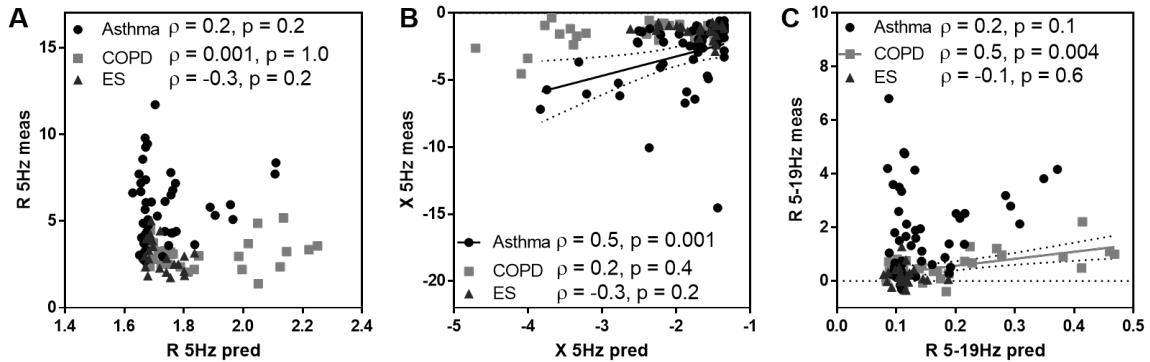 A
Asthma ρ = 0.2, p = 0.2
COPD ρ = 0.001, p = 1.0
ES ρ = -0.3, p = 0.2
15
10
5
0
R 5Hz meas
1.4 1.6 1.8 2.0 2.2 2.4
R 5Hz pred
B
0
-5
-10
-15
-20
X 5Hz meas
Asthma ρ = 0.5, p = 0.001
COPD ρ = 0.2, p = 0.4
ES ρ = -0.3, p = 0.2
-5 -4 -3 -2 -1
X 5Hz pred
C
Asthma ρ = 0.2, p = 0.1
COPD ρ = 0.5, p = 0.004
ES ρ = -0.1, p = 0.6
10
8
6
4
2
0
R 5-19Hz meas
0.0 0.1 0.2 0.3 0.4 0.5
R 5-19Hz pred